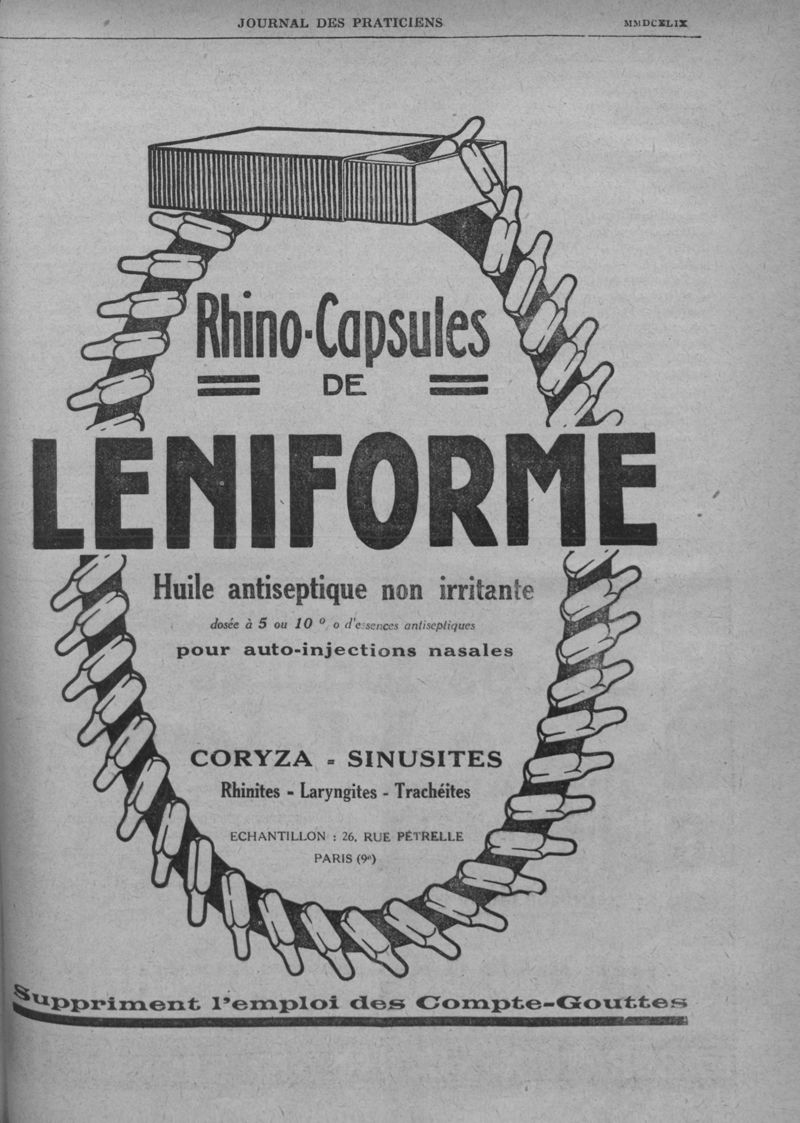 JOURNAL DES PRATICIENS MMDCXLIX
Rhino-Capsules
DE
LENIFORME
Huile antiseptique non irritante
dosée à 5 ou 10 º/o d'essences antiseptiques
pour auto-injections nasales
CORYZA - SINUSITES
Rhinites - Laryngites - Trachéites
ECHANTILLON : 26, RUE PÉTRELLE
PARIS (9e)
Suppriment l'emploi des Compte-Gouttes